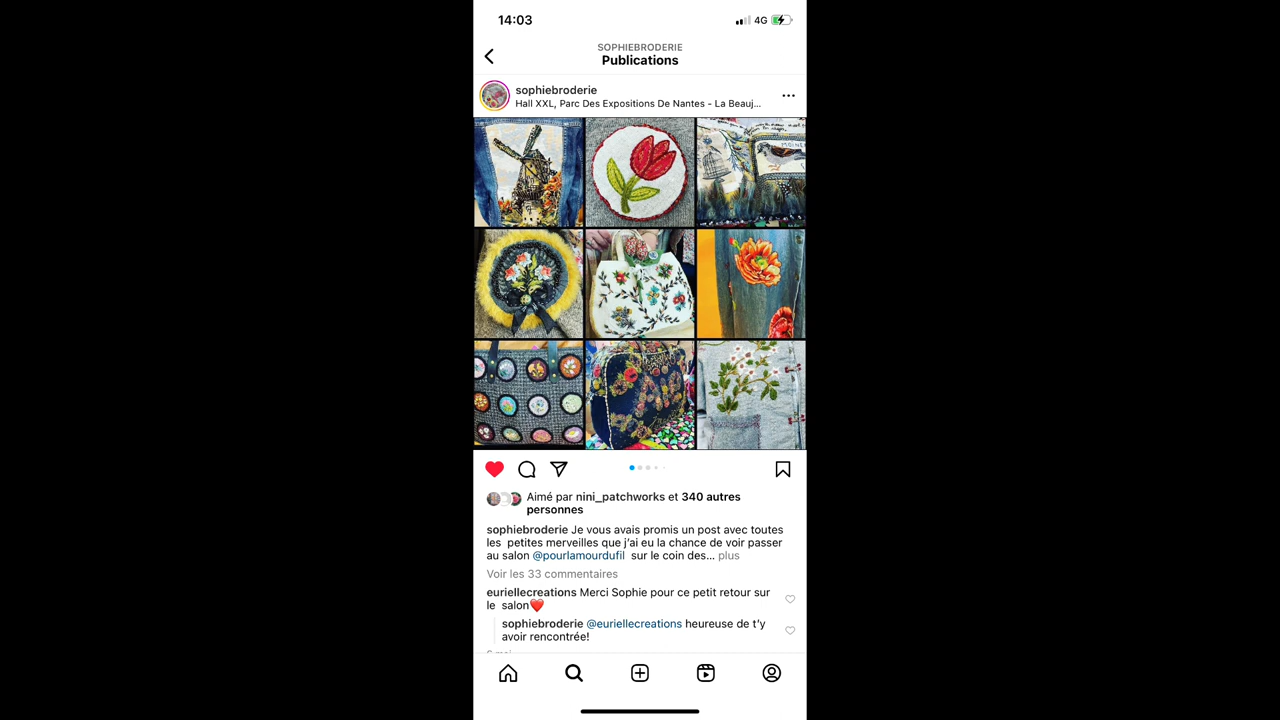 14:03
4G
SOPHIEBRODERIE
Publications
sophiebroderie
Hall XXL, Parc Des Expositions De Nantes - La Beauj...
Aimé par nini_patchworks et 340 autres
personnes
sophiebroderie Je vous avais promis un post avec toutes
les petites merveilles que j'ai eu la chance de voir passer
au salon @pourlamourdufil sur le coin des... plus
Voir les 33 commentaires
euriellecreations Merci Sophie pour ce petit retour sur
le salon❤️
sophiebroderie @euriellecreations heureuse de t'y
avoir rencontrée!